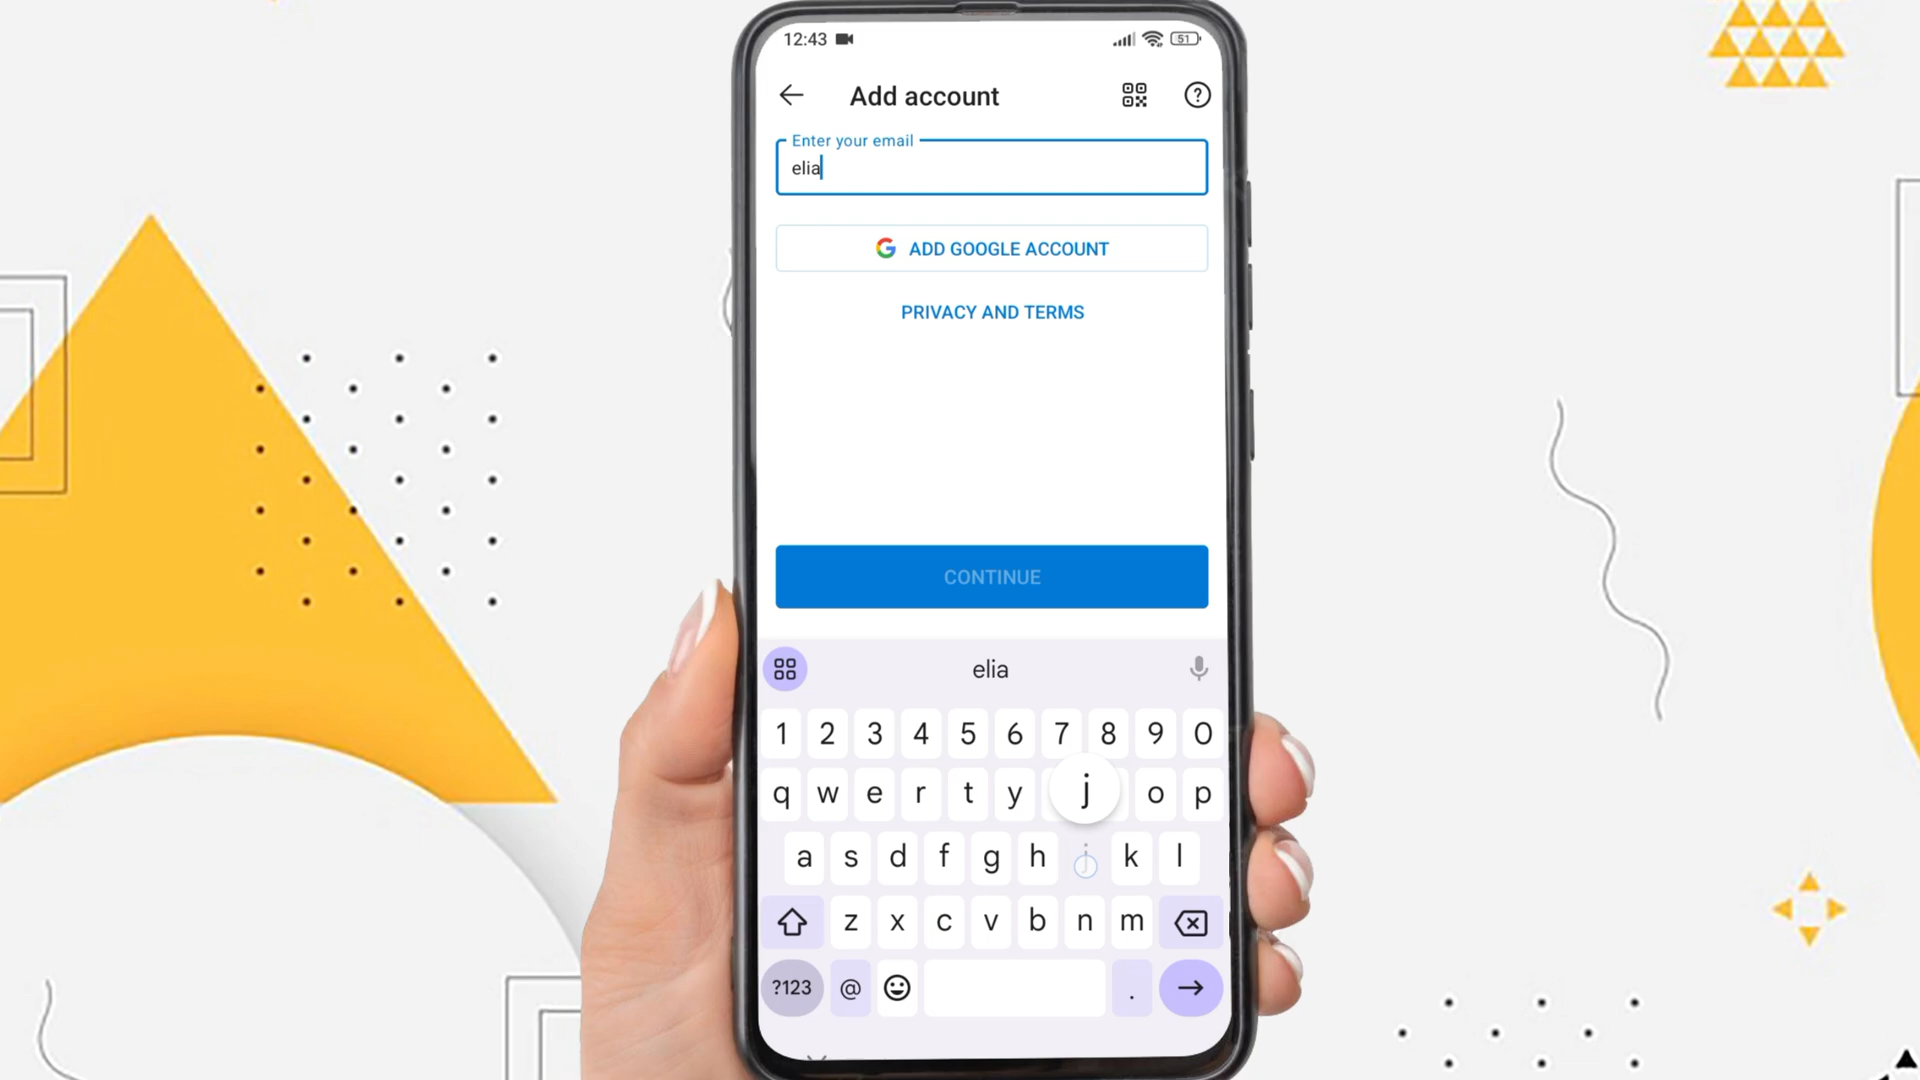 12:43
51
Add account
Enter your email
elia
ADD GOOGLE ACCOUNT
PRIVACY AND TERMS
CONTINUE
elia
1 2 3 4 5 6 7 8 9 0
q w e r t y j o p
a s d f g h j k l
z x c v b n m
?123 @ .